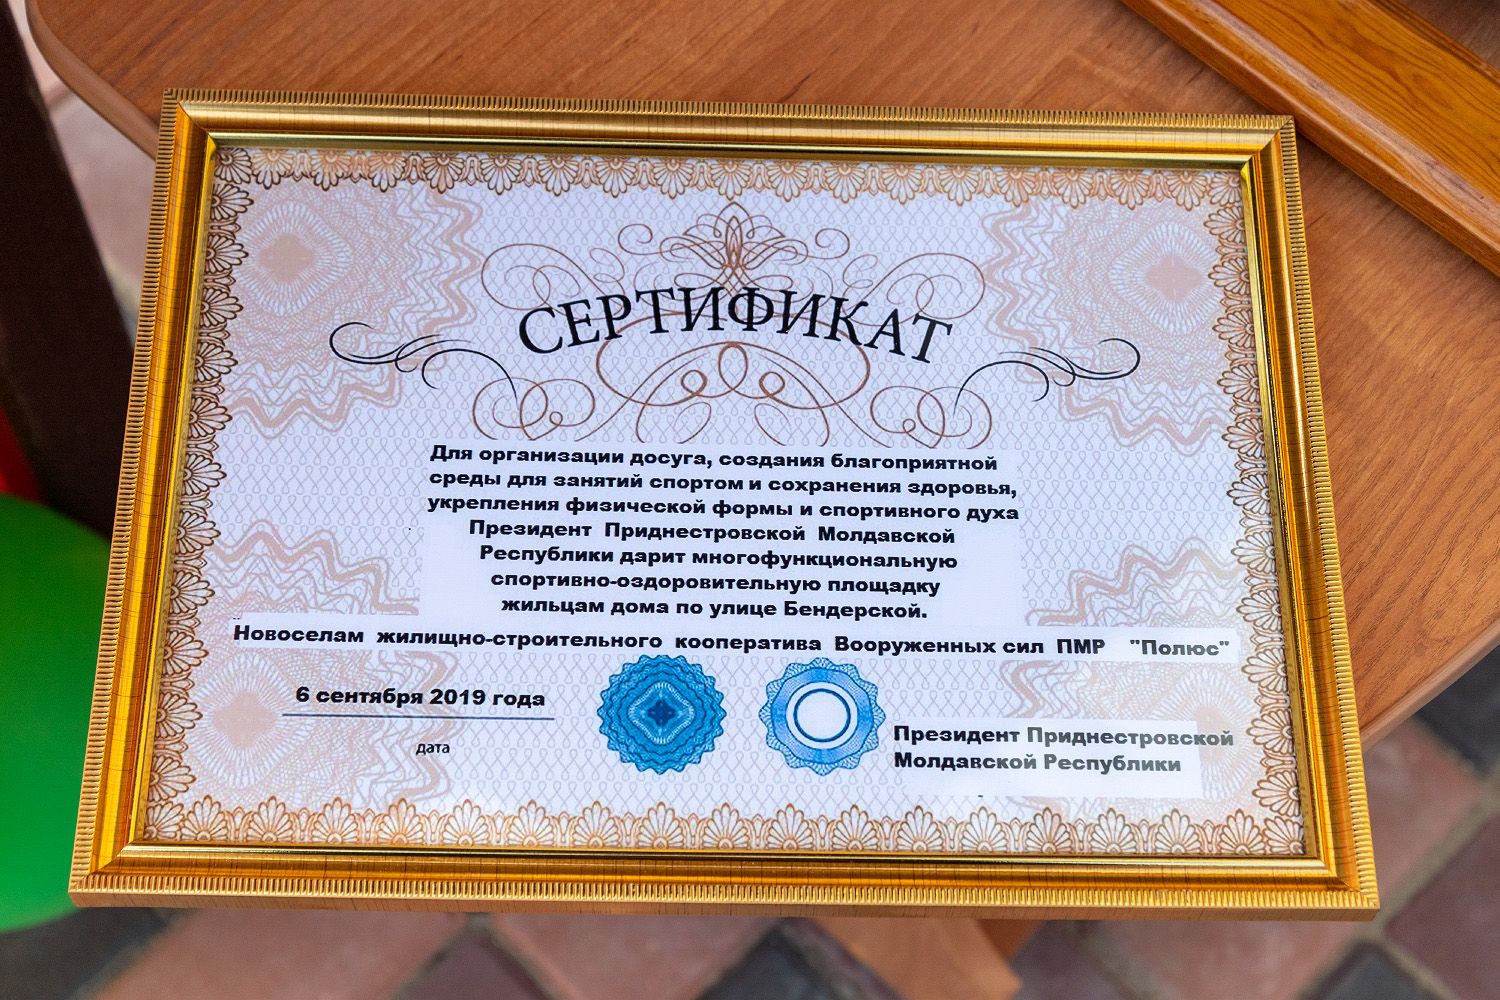 СЕРТИФИКАТ
Для организации досуга, создания благоприятной
среды для занятий спортом и сохранения здоровья,
укрепления физической формы и спортивного духа
Президент Приднестровской Молдавской
Республики дарит многофункциональную
спортивно-оздоровительную площадку
жильцам дома по улице Бендерской.
Новоселам жилищно-строительного кооператива Вооруженных сил ПМР "Полюс"
6 сентября 2019 года
дата
Президент Приднестровской
Молдавской Республики